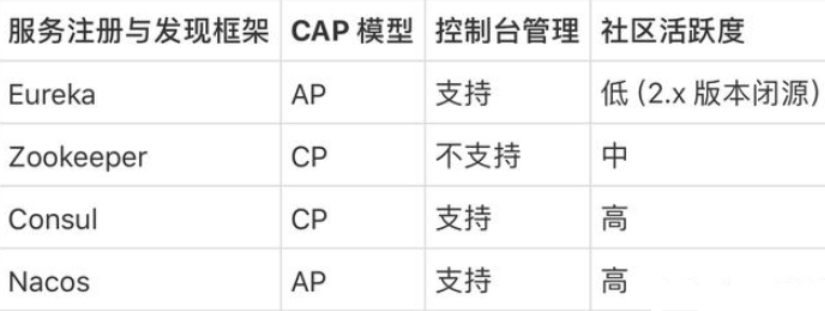 服务注册与发现框架 CAP 模型 控制台管理 社区活跃度
Eureka AP 支持 低 (2.x 版本闭源)
Zookeeper CP 不支持 中
Consul CP 支持 高
Nacos AP 支持 高